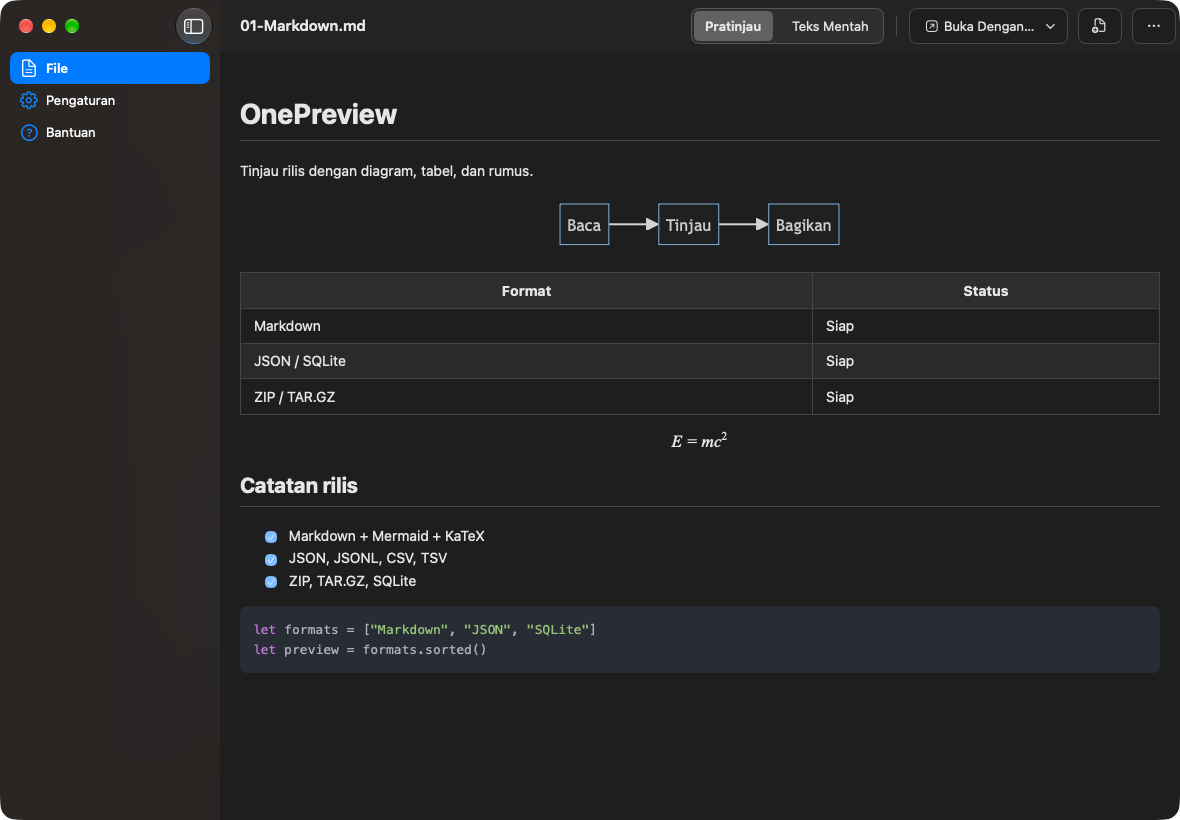 01-Markdown.md
Pratinjau
Teks Mentah
Buka Dengan...
File
Pengaturan
Bantuan
OnePreview
Tinjau rilis dengan diagram, tabel, dan rumus.
Baca
Tinjau
Bagikan
Format Status
Markdown Siap
JSON / SQLite Siap
ZIP / TAR.GZ Siap
E = mc²
Catatan rilis
Markdown + Mermaid + KaTeX
JSON, JSONL, CSV, TSV
ZIP, TAR.GZ, SQLite
let formats = ["Markdown", "JSON", "SQLite"]
let preview = formats.sorted()